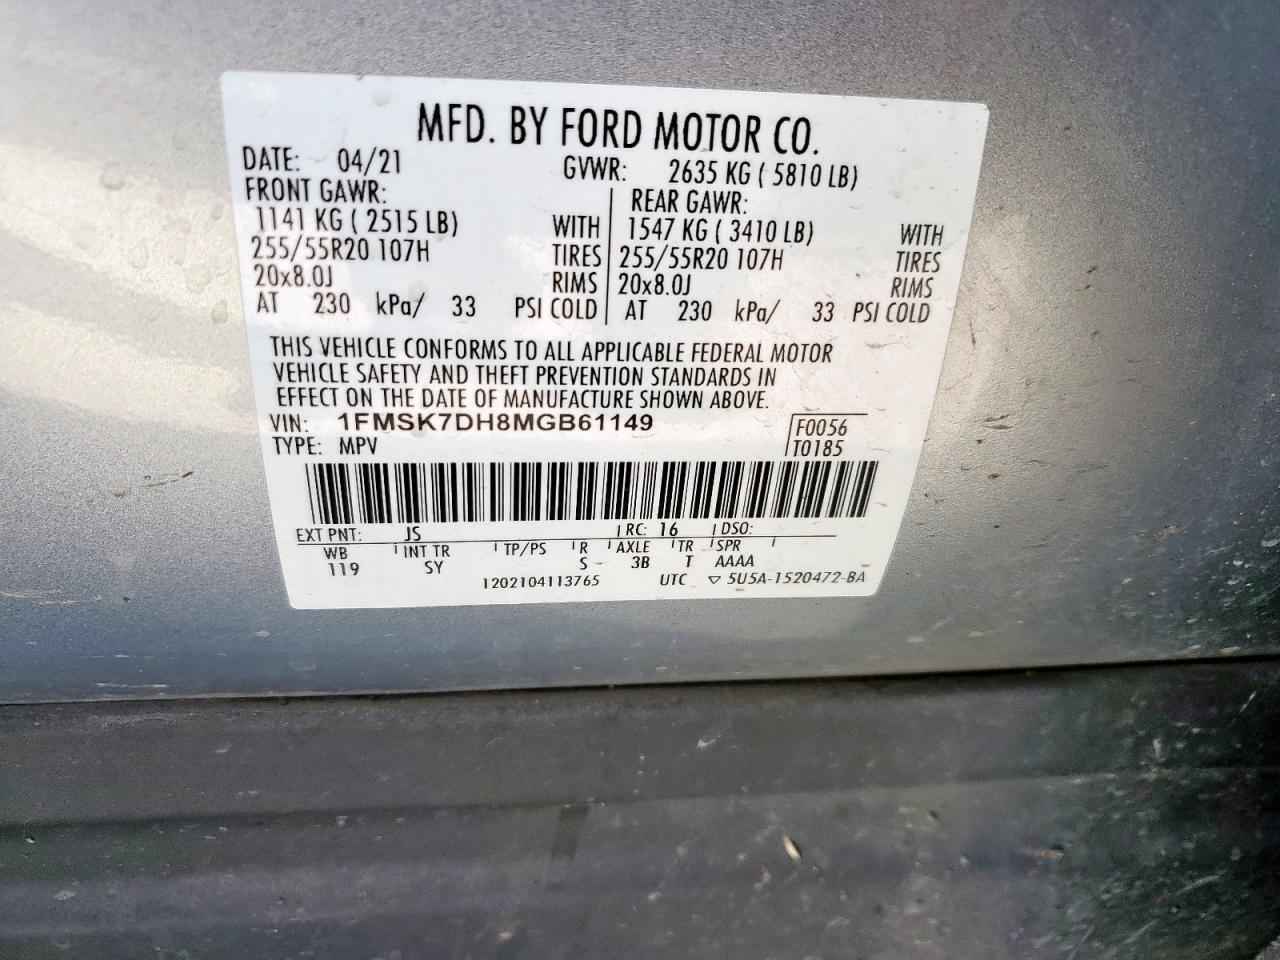 MFD. BY FORD MOTOR CO.
DATE: 04/21 GVWR: 2635 KG ( 5810 LB)
FRONT GAWR: REAR GAWR:
1141 KG ( 2515 LB) WITH 1547 KG ( 3410 LB) WITH
255/55R20 107H TIRES 255/55R20 107H TIRES
20x8.0J RIMS 20x8.0J RIMS
AT 230 kPa/ 33 PSI COLD AT 230 kPa/ 33 PSI COLD
THIS VEHICLE CONFORMS TO ALL APPLICABLE FEDERAL MOTOR
VEHICLE SAFETY AND THEFT PREVENTION STANDARDS IN
EFFECT ON THE DATE OF MANUFACTURE SHOWN ABOVE.
VIN: 1FMSK7DH8MGB61149 F0056
TYPE: MPV T0185
EXT PNT: JS RC: 16 DSO:
WB INT TR TP/PS R AXLE TR SPR
119 SY S 3B T AAAA
1202104113765 UTC ▽ 5U5A-1520472-BA